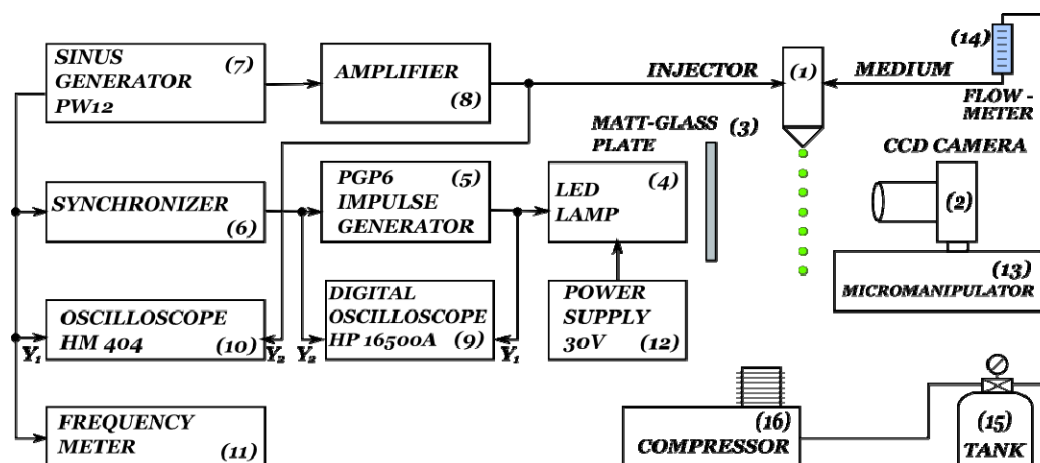 SINUS
GENERATOR
PW12
(7)
AMPLIFIER
(8)
INJECTOR
(1)
MEDIUM
(14)
FLOW -
METER
MATT-GLASS
PLATE
(3)
CCD CAMERA
(2)
SYNCHRONIZER
(6)
PGP6
IMPULSE
GENERATOR
(5)
LED
LAMP
(4)
(13)
MICROMANIPULATOR
OSCILLOSCOPE
HM 404
(10)
Y₁
Y₂
DIGITAL
OSCILLOSCOPE
HP 16500A
(9)
Y₂
Y₁
POWER
SUPPLY
30V
(12)
FREQUENCY
METER
(11)
(16)
COMPRESSOR
(15)
TANK